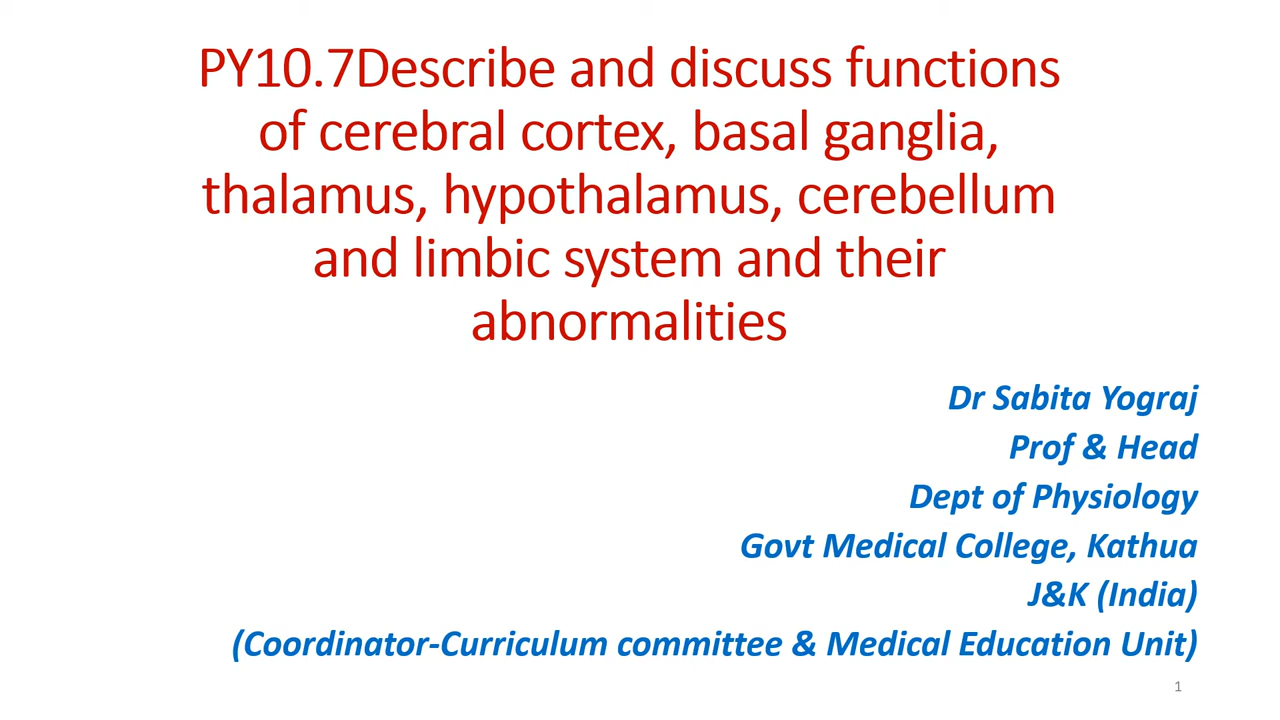 PY10.7Describe and discuss functions
of cerebral cortex, basal ganglia,
thalamus, hypothalamus, cerebellum
and limbic system and their
abnormalities
Dr Sabita Yograj
Prof & Head
Dept of Physiology
Govt Medical College, Kathua
J&K (India)
(Coordinator-Curriculum committee & Medical Education Unit)
1